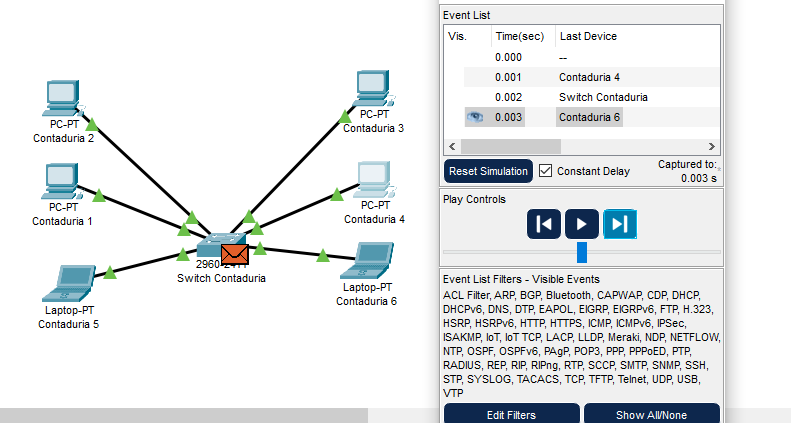 PC-PT
Contaduria 2
PC-PT
Contaduria 1
Laptop-PT
Contaduria 5
Switch Contaduria
PC-PT
Contaduria 3
PC-PT
Contaduria 4
Laptop-PT
Contaduria 6
Event List
Vis. Time(sec) Last Device
0.000 --
0.001 Contaduria 4
0.002 Switch Contaduria
0.003 Contaduria 6
Reset Simulation Constant Delay Captured to:
0.003 s
Play Controls
Event List Filters - Visible Events
ACL Filter, ARP, BGP, Bluetooth, CAPWAP, CDP, DHCP,
DHCPv6, DNS, DTP, EAPOL, EIGRP, EIGRPv6, FTP, H.323,
HSRP, HSRPv6, HTTP, HTTPS, ICMP, ICMPv6, IPSec,
ISAKMP, IoT, IoT TCP, LACP, LLDP, Meraki, NDP, NETFLOW,
NTP, OSPF, OSPFv6, PAgP, POP3, PPP, PPPoED, PTP,
RADIUS, REP, RIP, RIPng, RTP, SCCP, SMTP, SNMP, SSH,
STP, SYSLOG, TACACS, TCP, TFTP, Telnet, UDP, USB,
VTP
Edit Filters Show All/None